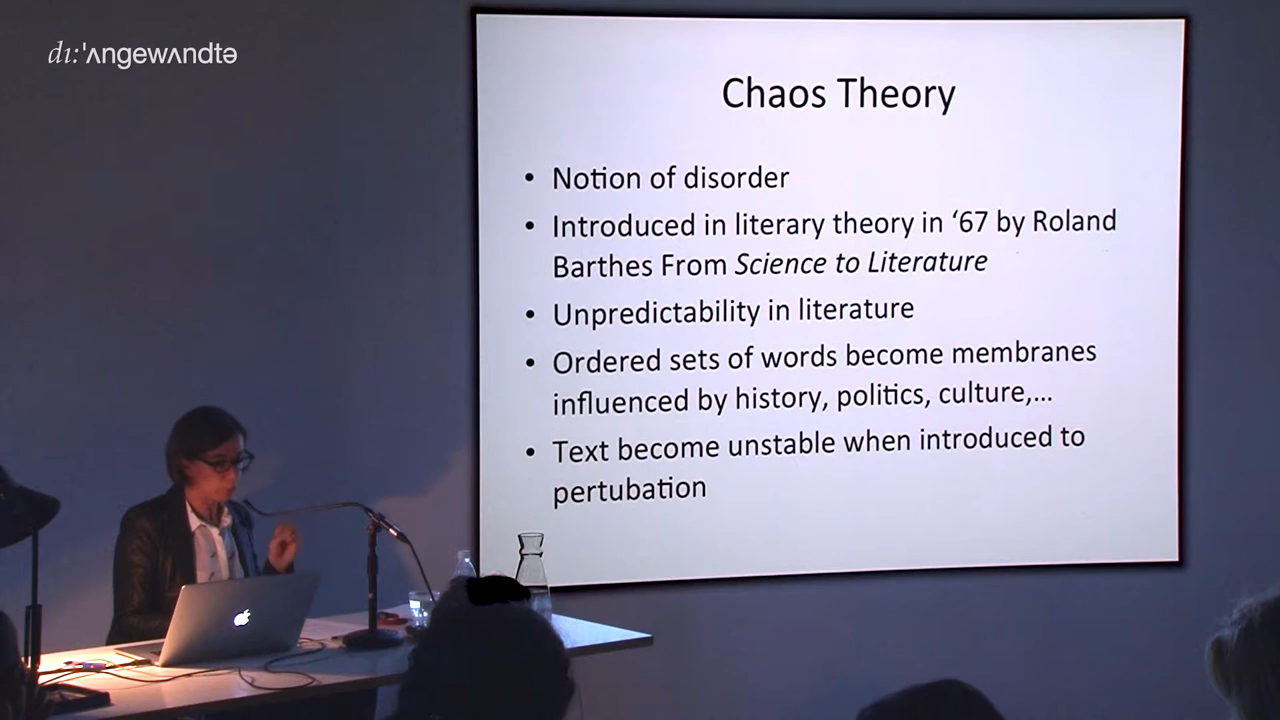 dı:ˈʌngewʌndtə
Chaos Theory
• Notion of disorder
• Introduced in literary theory in ‘67 by Roland
Barthes From Science to Literature
• Unpredictability in literature
• Ordered sets of words become membranes
influenced by history, politics, culture,...
• Text become unstable when introduced to
pertubation